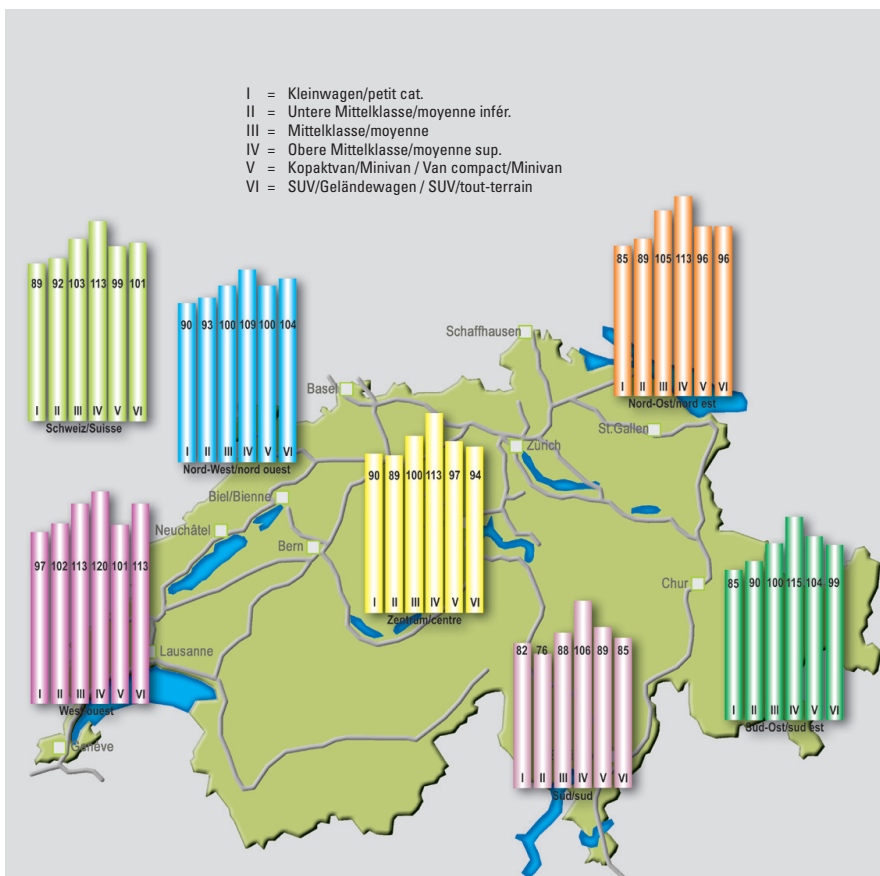 I = Kleinwagen/petit cat.
II = Untere Mittelklasse/moyenne infér.
III = Mittelklasse/moyenne
IV = Obere Mittelklasse/moyenne sup.
V = Kopaktvan/Minivan / Van compact/Minivan
VI = SUV/Geländewagen / SUV/tout-terrain
89 92 103 113 99 101
I II III IV V VI
Schweiz/Suisse
90 93 100 109 100 104
I II III IV V VI
Nord-West/nord ouest
85 89 105 113 96 96
I II III IV V VI
Nord-Ost/nord est
Schaffhausen
Basel
Zürich
St.Gallen
90 89 100 113 97 94
I II III IV V VI
Zentrum/centre
Biel/Bienne
Neuchâtel
Bern
Chur
97 102 113 120 101 113
I II III IV V VI
West/ouest
Lausanne
Genève
85 90 100 115 104 99
I II III IV V VI
Süd-Ost/sud est
82 76 88 106 89 85
I II III IV V VI
Süd/sud